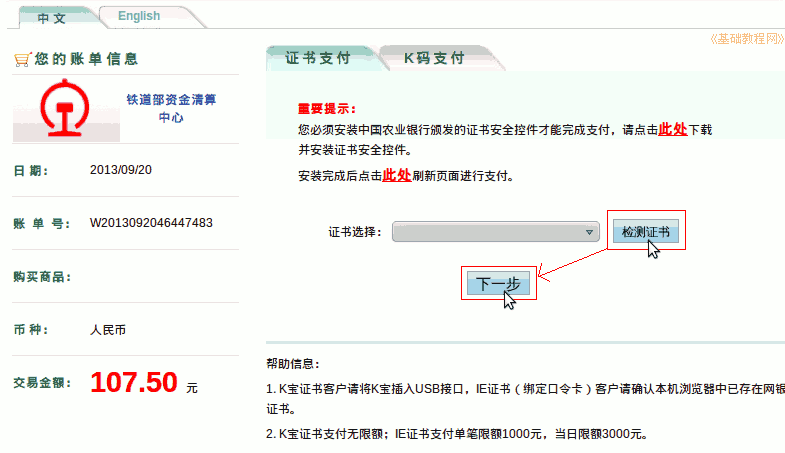 中 文
English
《基础教程网》
您 的 账 单 信 息
证 书 支 付
K 码 支 付
铁道部资金清算
中心
重要提示：
您必须安装中国农业银行颁发的证书安全控件才能完成支付，请点击此处下载
并安装证书安全控件。
安装完成后点击此处刷新页面进行支付。
日 期： 2013/09/20
账 单 号： W2013092046447483
证书选择： 检测证书
购买商品：
下一步
币 种： 人民币
交易金额： 107.50 元
帮助信息：
1. K宝证书客户请将K宝插入USB接口，IE证书（绑定口令卡）客户请确认本机浏览器中已存在网银
证书。
2. K宝证书支付无限额；IE证书支付单笔限额1000元，当日限额3000元。